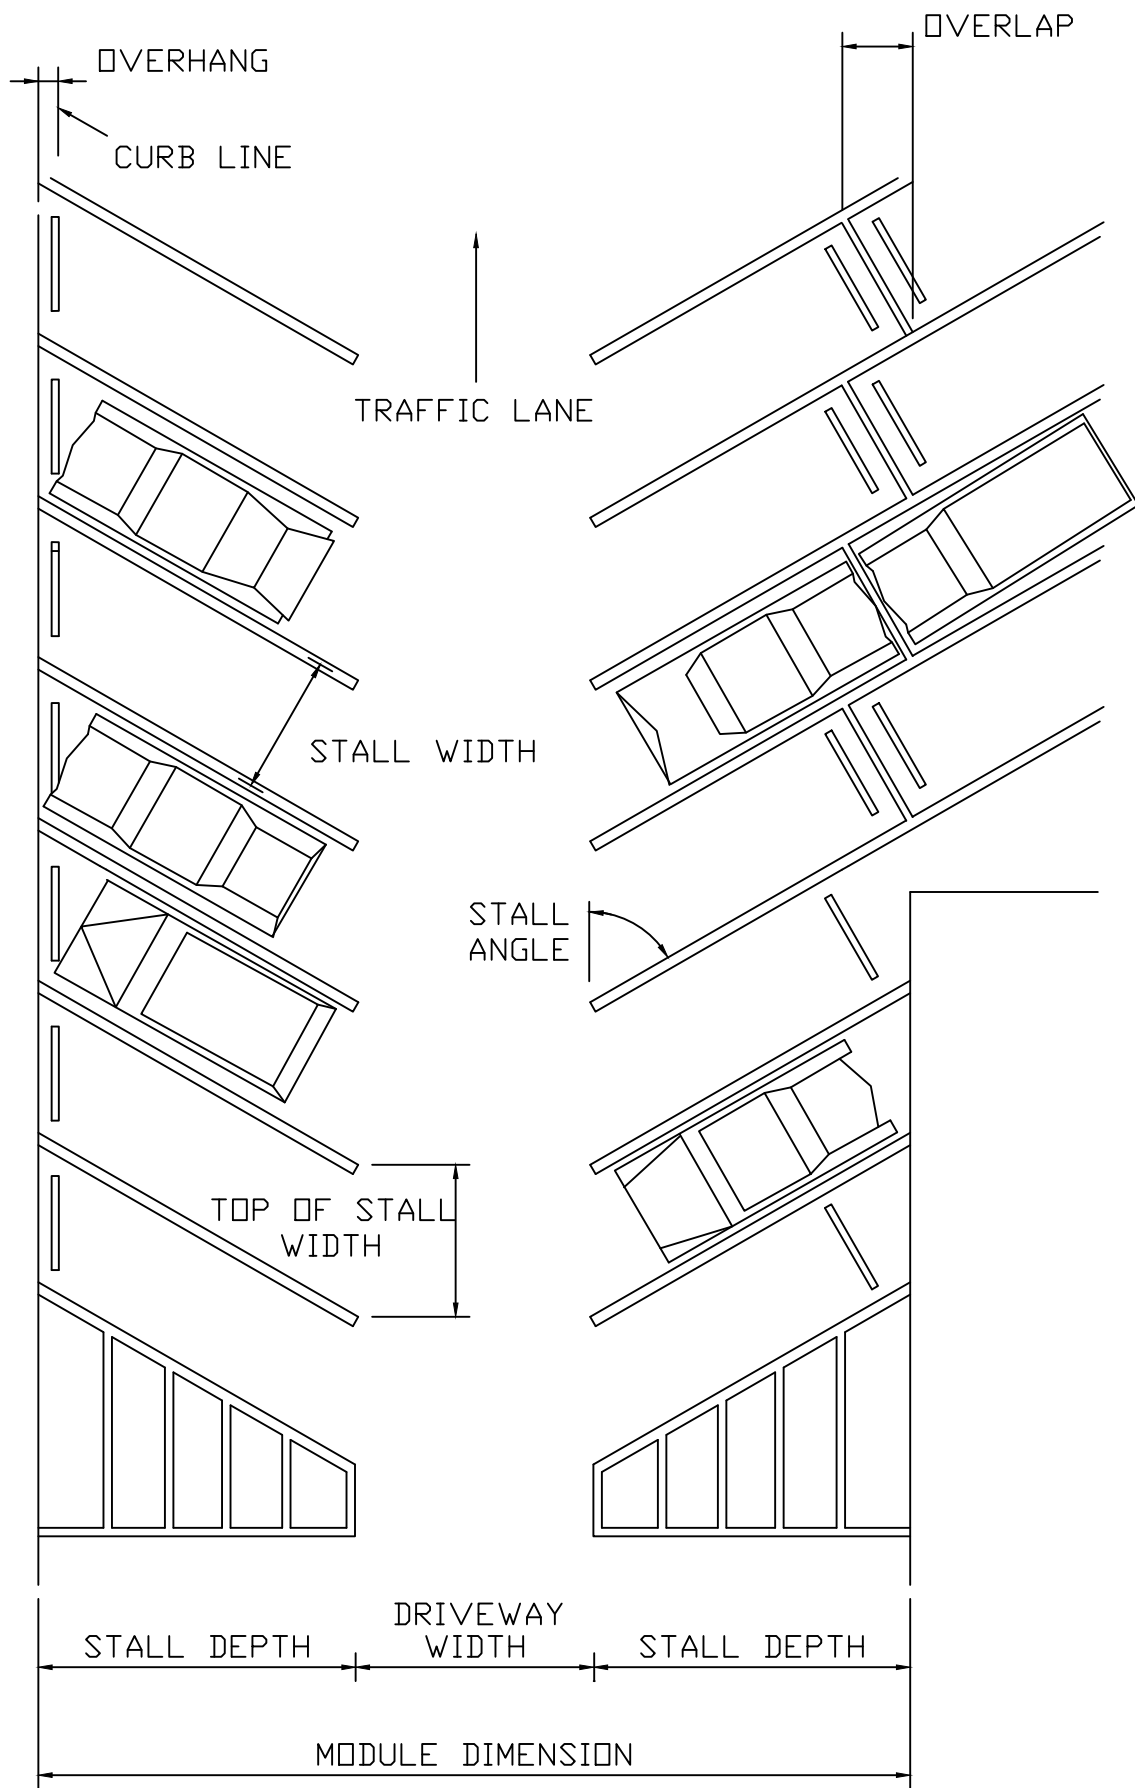 OVERLAP
OVERHANG
CURB LINE
TRAFFIC LANE
STALL WIDTH
STALL
ANGLE
TOP OF STALL
WIDTH
DRIVEWAY
WIDTH
STALL DEPTH
STALL DEPTH
MODULE DIMENSION